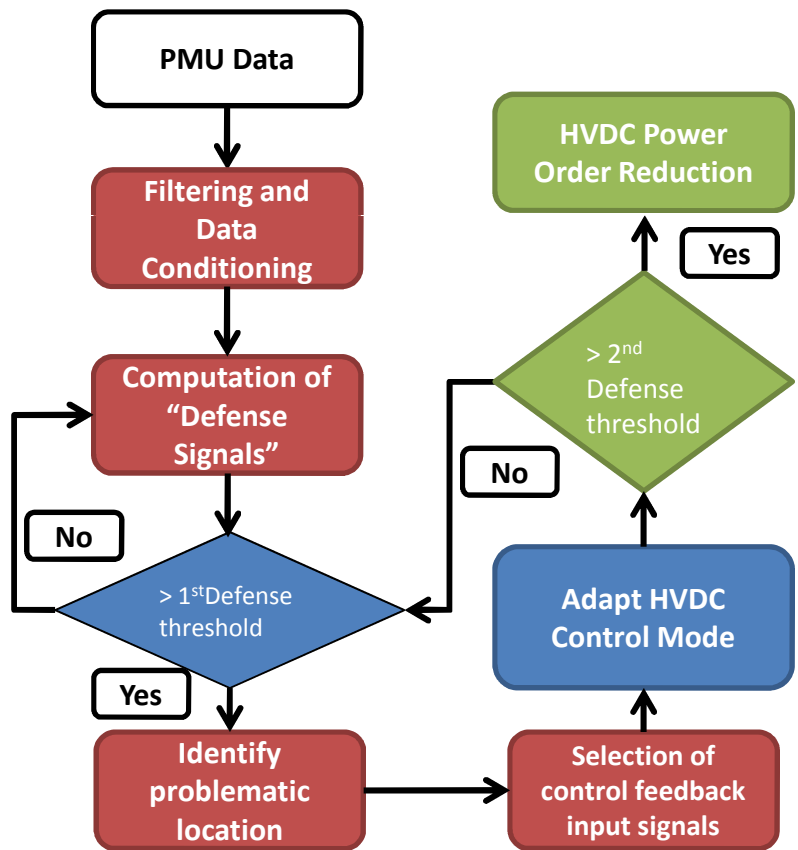 PMU Data
Filtering and
Data
Conditioning
Computation of
“Defense
Signals”
No
> 1stDefense
threshold
Yes
Identify
problematic
location
Selection of
control feedback
input signals
Adapt HVDC
Control Mode
> 2nd
Defense
threshold
No
Yes
HVDC Power
Order Reduction